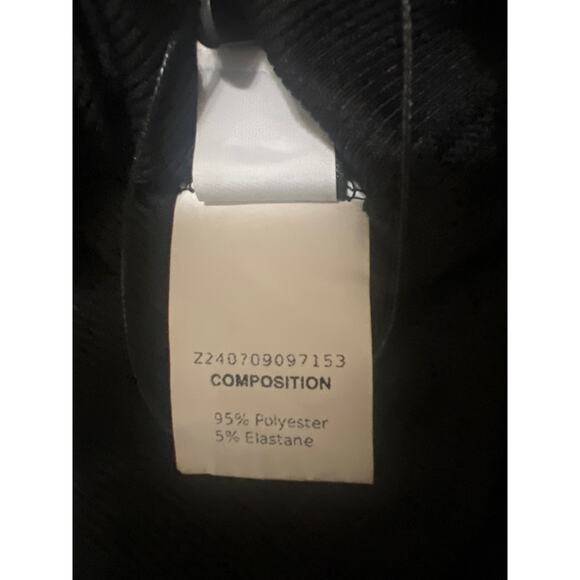 Z240709097153
COMPOSITION
95% Polyester
5% Elastane